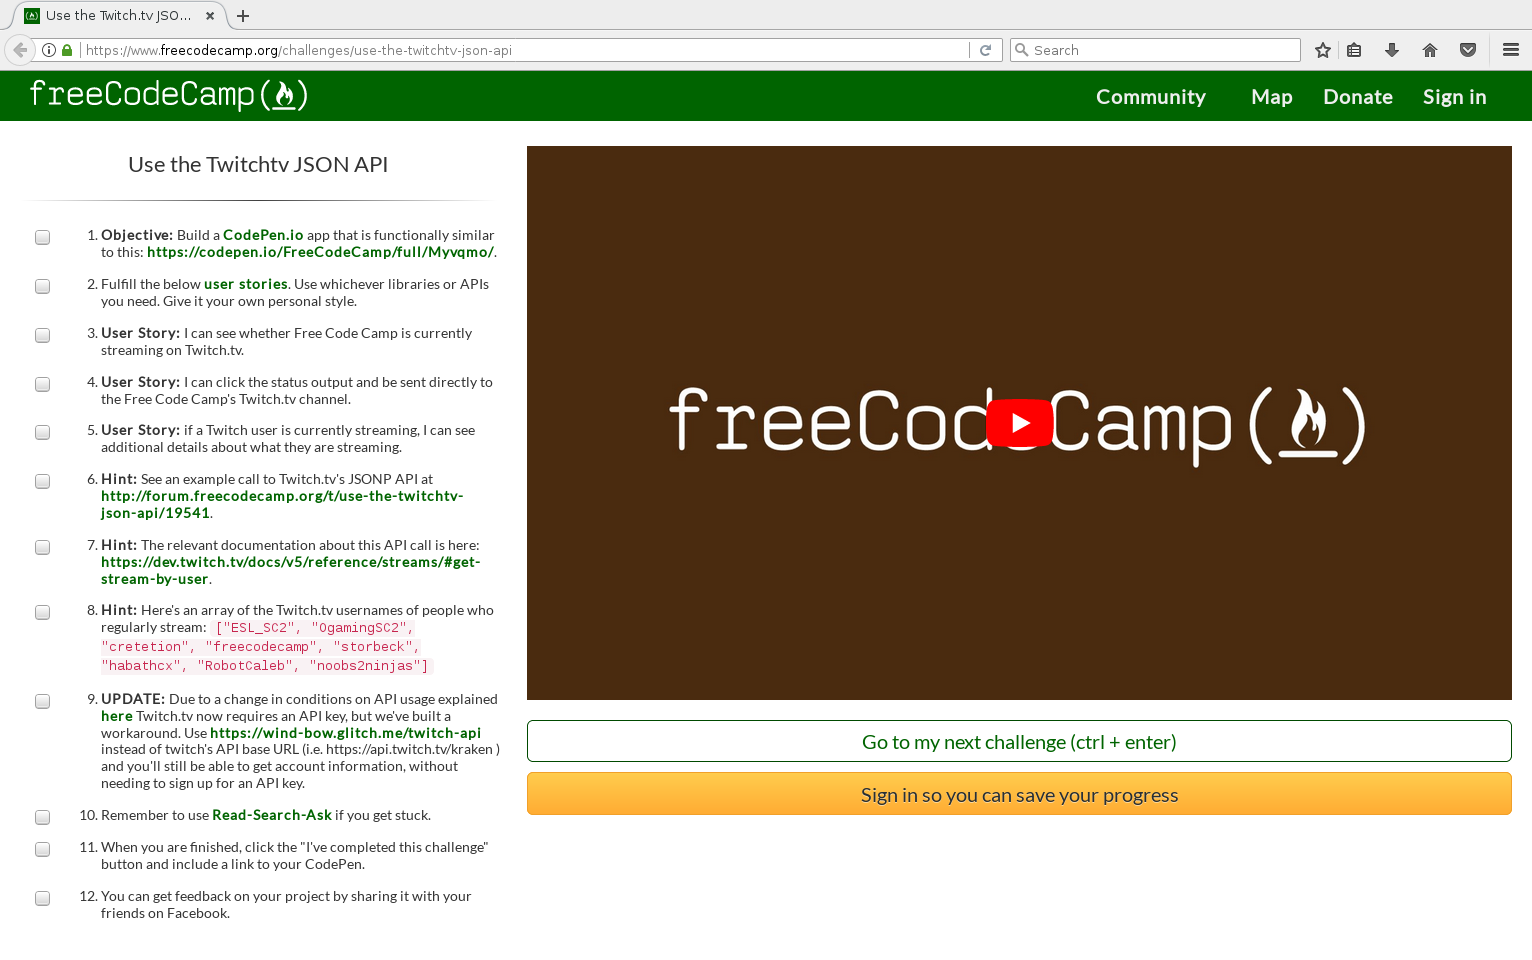 Use the Twitch.tv JSO...
https://www.freecodecamp.org/challenges/use-the-twitchtv-json-api
Search
freeCodeCamp(
)
Community
Map
Donate
Sign in
Use the Twitchtv JSON API
1. Objective: Build a CodePen.io app that is functionally similar
to this: https://codepen.io/FreeCodeCamp/full/Myvqmo/.
2. Fulfill the below user stories. Use whichever libraries or APIs
you need. Give it your own personal style.
3. User Story: I can see whether Free Code Camp is currently
streaming on Twitch.tv.
4. User Story: I can click the status output and be sent directly to
the Free Code Camp's Twitch.tv channel.
5. User Story: if a Twitch user is currently streaming, I can see
additional details about what they are streaming.
6. Hint: See an example call to Twitch.tv's JSONP API at
http://forum.freecodecamp.org/t/use-the-twitchtv-
json-api/19541.
7. Hint: The relevant documentation about this API call is here:
https://dev.twitch.tv/docs/v5/reference/streams/#get-
stream-by-user.
8. Hint: Here's an array of the Twitch.tv usernames of people who
regularly stream: ["ESL_SC2", "OgamingSC2",
"cretetion", "freecodecamp", "storbeck",
"habathcx", "RobotCaleb", "noobs2ninjas"]
9. UPDATE: Due to a change in conditions on API usage explained
here Twitch.tv now requires an API key, but we've built a
workaround. Use https://wind-bow.glitch.me/twitch-api
instead of twitch's API base URL (i.e. https://api.twitch.tv/kraken )
and you'll still be able to get account information, without
needing to sign up for an API key.
10. Remember to use Read-Search-Ask if you get stuck.
11. When you are finished, click the "I've completed this challenge"
button and include a link to your CodePen.
12. You can get feedback on your project by sharing it with your
friends on Facebook.
freeCodeCamp(
)
Go to my next challenge (ctrl + enter)
Sign in so you can save your progress